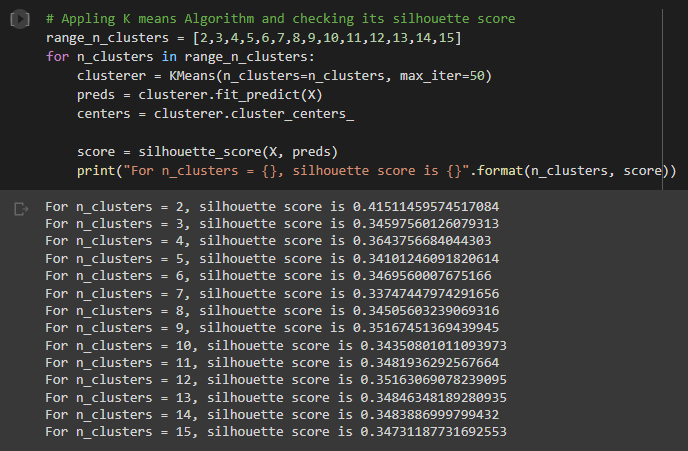 # Appling K means Algorithm and checking its silhouette score
range_n_clusters = [2,3,4,5,6,7,8,9,10,11,12,13,14,15]
for n_clusters in range_n_clusters:
    clusterer = KMeans(n_clusters=n_clusters, max_iter=50)
    preds = clusterer.fit_predict(X)
    centers = clusterer.cluster_centers_

    score = silhouette_score(X, preds)
    print("For n_clusters = {}, silhouette score is {}".format(n_clusters, score))
For n_clusters = 2, silhouette score is 0.41511459574517084
For n_clusters = 3, silhouette score is 0.34597560126079313
For n_clusters = 4, silhouette score is 0.3643756684044303
For n_clusters = 5, silhouette score is 0.34101246091820614
For n_clusters = 6, silhouette score is 0.3469560007675166
For n_clusters = 7, silhouette score is 0.33747447974291656
For n_clusters = 8, silhouette score is 0.34505603239069316
For n_clusters = 9, silhouette score is 0.35167451369439945
For n_clusters = 10, silhouette score is 0.34350801011093973
For n_clusters = 11, silhouette score is 0.3481936292567664
For n_clusters = 12, silhouette score is 0.35163069078239095
For n_clusters = 13, silhouette score is 0.34846348189280935
For n_clusters = 14, silhouette score is 0.3483886999799432
For n_clusters = 15, silhouette score is 0.34731187731692553